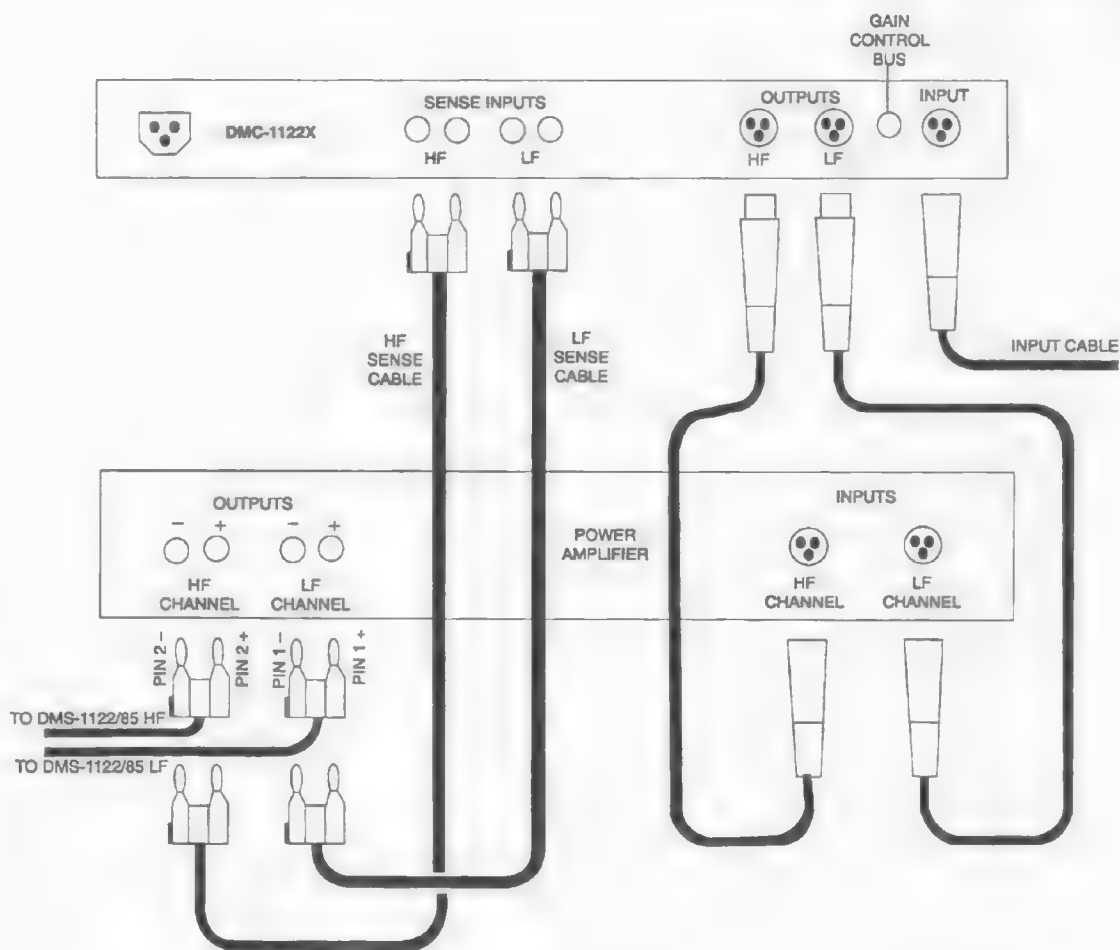 GAIN
CONTROL
BUS
SENSE INPUTS
OUTPUTS
INPUT
DMC-1122X
HF
LF
HF
LF
HF
SENSE
CABLE
LF
SENSE
CABLE
INPUT CABLE
OUTPUTS
INPUTS
- +
- +
POWER
AMPLIFIER
HF
CHANNEL
LF
CHANNEL
HF
CHANNEL
LF
CHANNEL
PIN 2-
PIN 2+
PIN 1-
PIN 1+
TO DMS-1122/85 HF
TO DMS-1122/85 LF